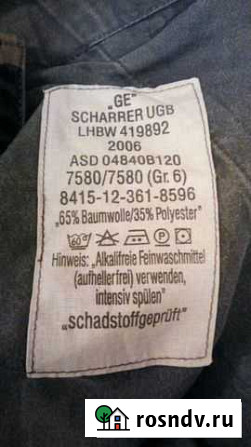 „GE"
SCHARRER UGB
LHBW 419892
2006
ASD 04840B120
7580/7580 (Gr. 6)
8415-12-361-8596
„65% Baumwolle/35% Polyester"
Hinweis: „Alkalifreie Feinwaschmittel
(aufhellerfrei) verwenden,
intensiv spülen"
"schadstoffgeprüft"
rosndv.ru